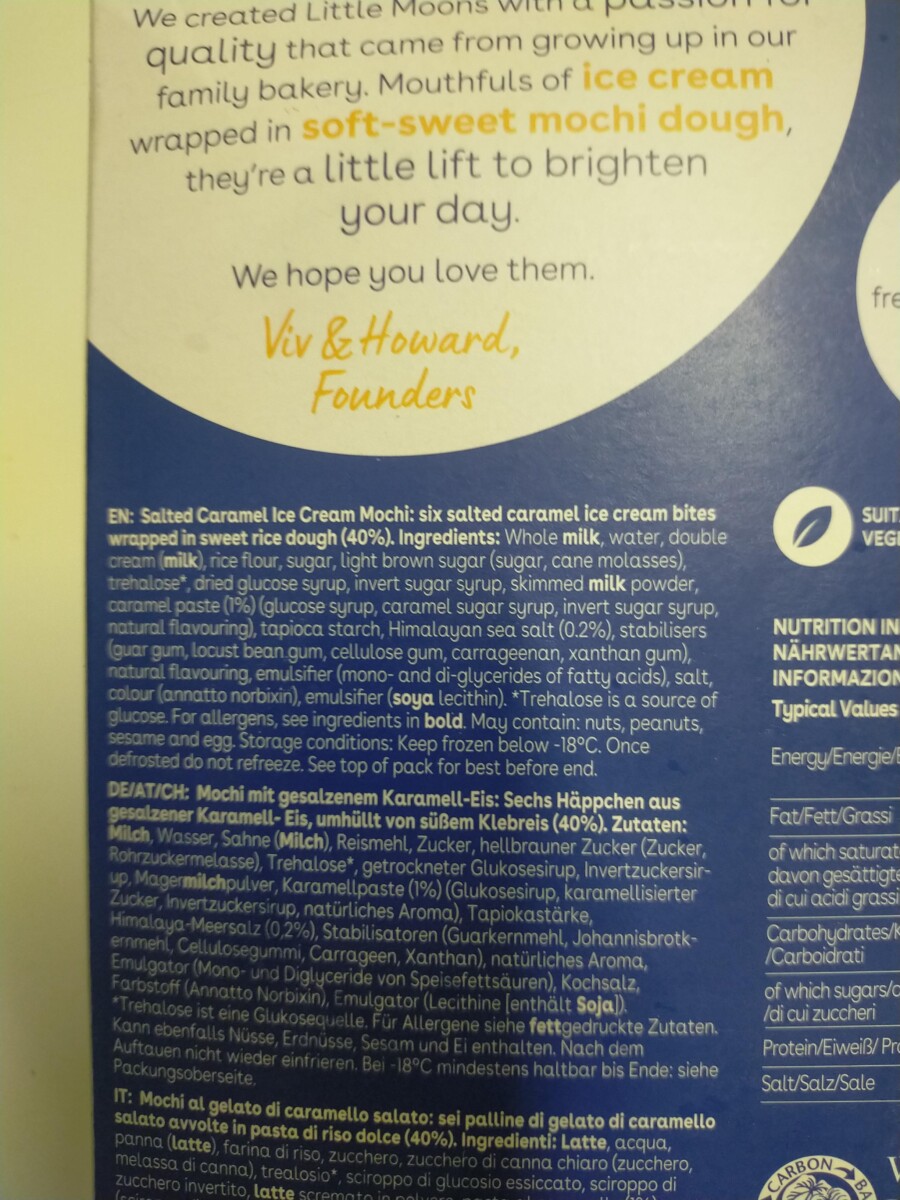 We created Little Moons with a passion for
quality that came from growing up in our
family bakery. Mouthfuls of ice cream
wrapped in soft-sweet mochi dough,
they're a little lift to brighten
your day.
We hope you love them.
Viv & Howard,
Founders
fre
EN: Salted Caramel Ice Cream Mochi: six salted caramel ice cream bites
wrapped in sweet rice dough (40%). Ingredients: Whole milk, water, double
cream (milk), rice flour, sugar, light brown sugar (sugar, cane molasses),
trehalose*, dried glucose syrup, invert sugar syrup, skimmed milk powder,
caramel paste (1%) (glucose syrup, caramel sugar syrup, invert sugar syrup,
natural flavouring), tapioca starch, Himalayan sea salt (0.2%), stabilisers
(guar gum, locust bean gum, cellulose gum, carrageenan, xanthan gum),
natural flavouring, emulsifier (mono- and di-glycerides of fatty acids), salt,
colour (annatto norbixin), emulsifier (soya lecithin). *Trehalose is a source of
glucose. For allergens, see ingredients in bold. May contain: nuts, peanuts,
sesame and egg. Storage conditions: Keep frozen below -18°C. Once
defrosted do not refreeze. See top of pack for best before end.
DE/AT/CH: Mochi mit gesalzenem Karamell-Eis: Sechs Häppchen aus
gesalzener Karamell- Eis, umhüllt von süßem Klebreis (40%). Zutaten:
Milch, Wasser, Sahne (Milch), Reismehl, Zucker, hellbrauner Zucker (Zucker,
Rohrzuckermelasse), Trehalose*, getrockneter Glukosesirup, Invertzuckersir-
up, Magermilchpulver, Karamellpaste (1%) (Glukosesirup, karamellisierter
Zucker, Invertzuckersirup, natürliches Aroma), Tapiokastärke,
Himalaya-Meersalz (0,2%), Stabilisatoren (Guarkernmehl, Johannisbrotk-
ernmehl, Cellulosegummi, Carrageen, Xanthan), natürliches Aroma,
Emulgator (Mono- und Diglyceride von Speisefettsäuren), Kochsalz,
Farbstoff (Annatto Norbixin), Emulgator (Lecithine [enthält Soja]).
*Trehalose ist eine Glukosequelle. Für Allergene siehe fettgedruckte Zutaten.
Kann ebenfalls Nüsse, Erdnüsse, Sesam und Ei enthalten. Nach dem
Auftauen nicht wieder einfrieren. Bei -18°C mindestens haltbar bis Ende: siehe
Packungsoberseite.
IT: Mochi al gelato di caramello salato: sei palline di gelato di caramello
salato avvolte in pasta di riso dolce (40%). Ingredienti: Latte, acqua,
panna (latte), farina di riso, zucchero, zucchero di canna chiaro (zucchero,
melassa di canna), trealosio*, sciroppo di glucosio essiccato, sciroppo di
zucchero invertito, latte scremato in polvere
SUIT
VEGE
NUTRITION IN
NÄHRWERTAN
INFORMAZION
Typical Values
Energy/Energie/E
Fat/Fett/Grassi
of which saturat
davon gesättigte
di cui acidi grassi
Carbohydrates/K
/Carboidrati
of which sugars/d
/di cui zuccheri
Protein/Eiweiß/ Pro
Salt/Salz/Sale
CARBON